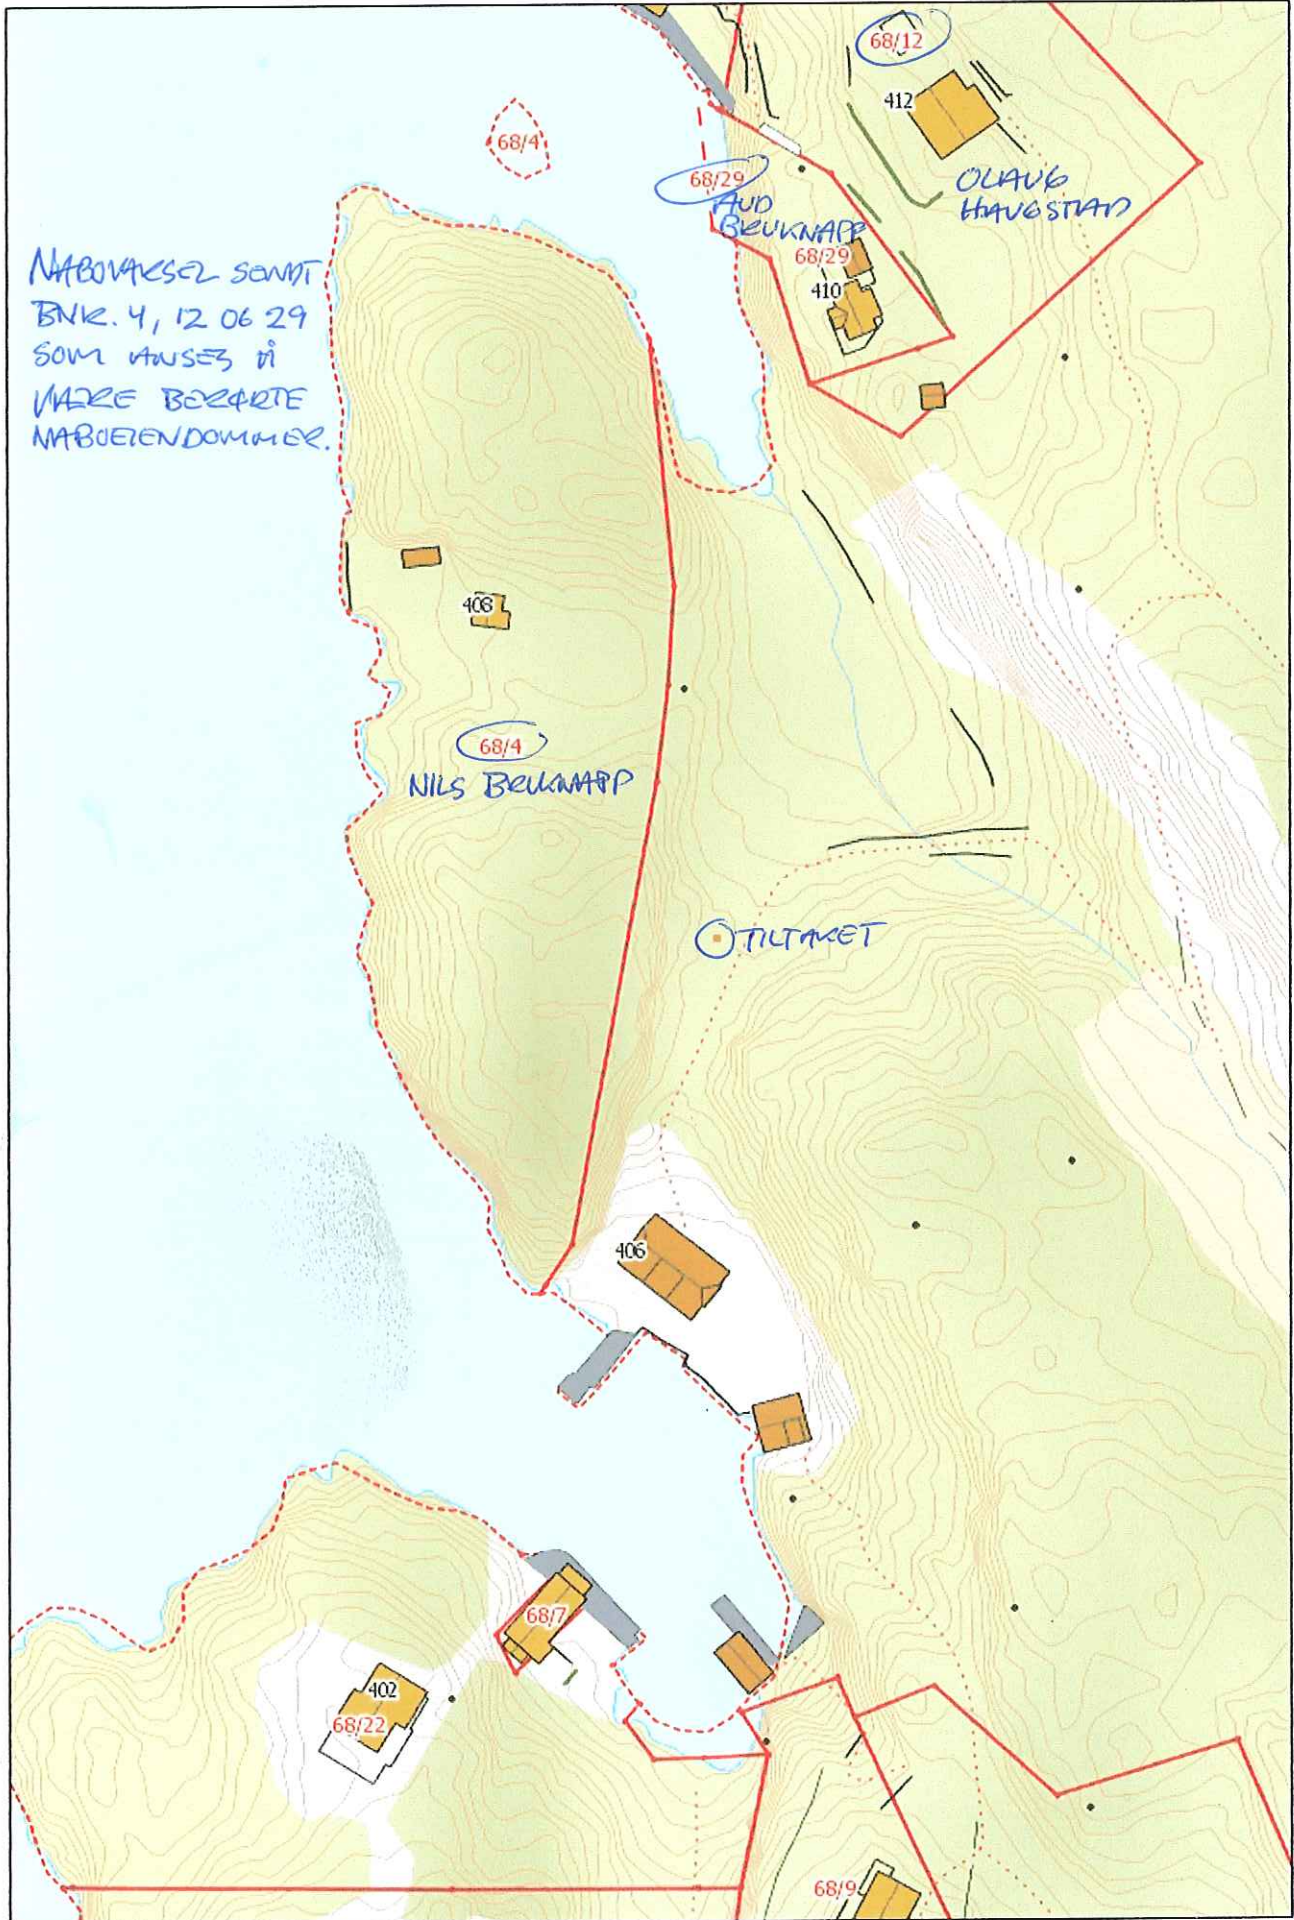 68/12
412
68/4
68/29
OLAUG
HAUGSTAD
AUD
BRUKNAPP
68/29
410
NABOVARSEL SENDT
BNR. 4, 12 OG 29
SOM ANSES Å
VÆRE BERØRTE
NABOEIENDOMMER.
408
68/4
NILS BRUKNAPP
TILTAKET
406
68/7
402
68/22
68/9